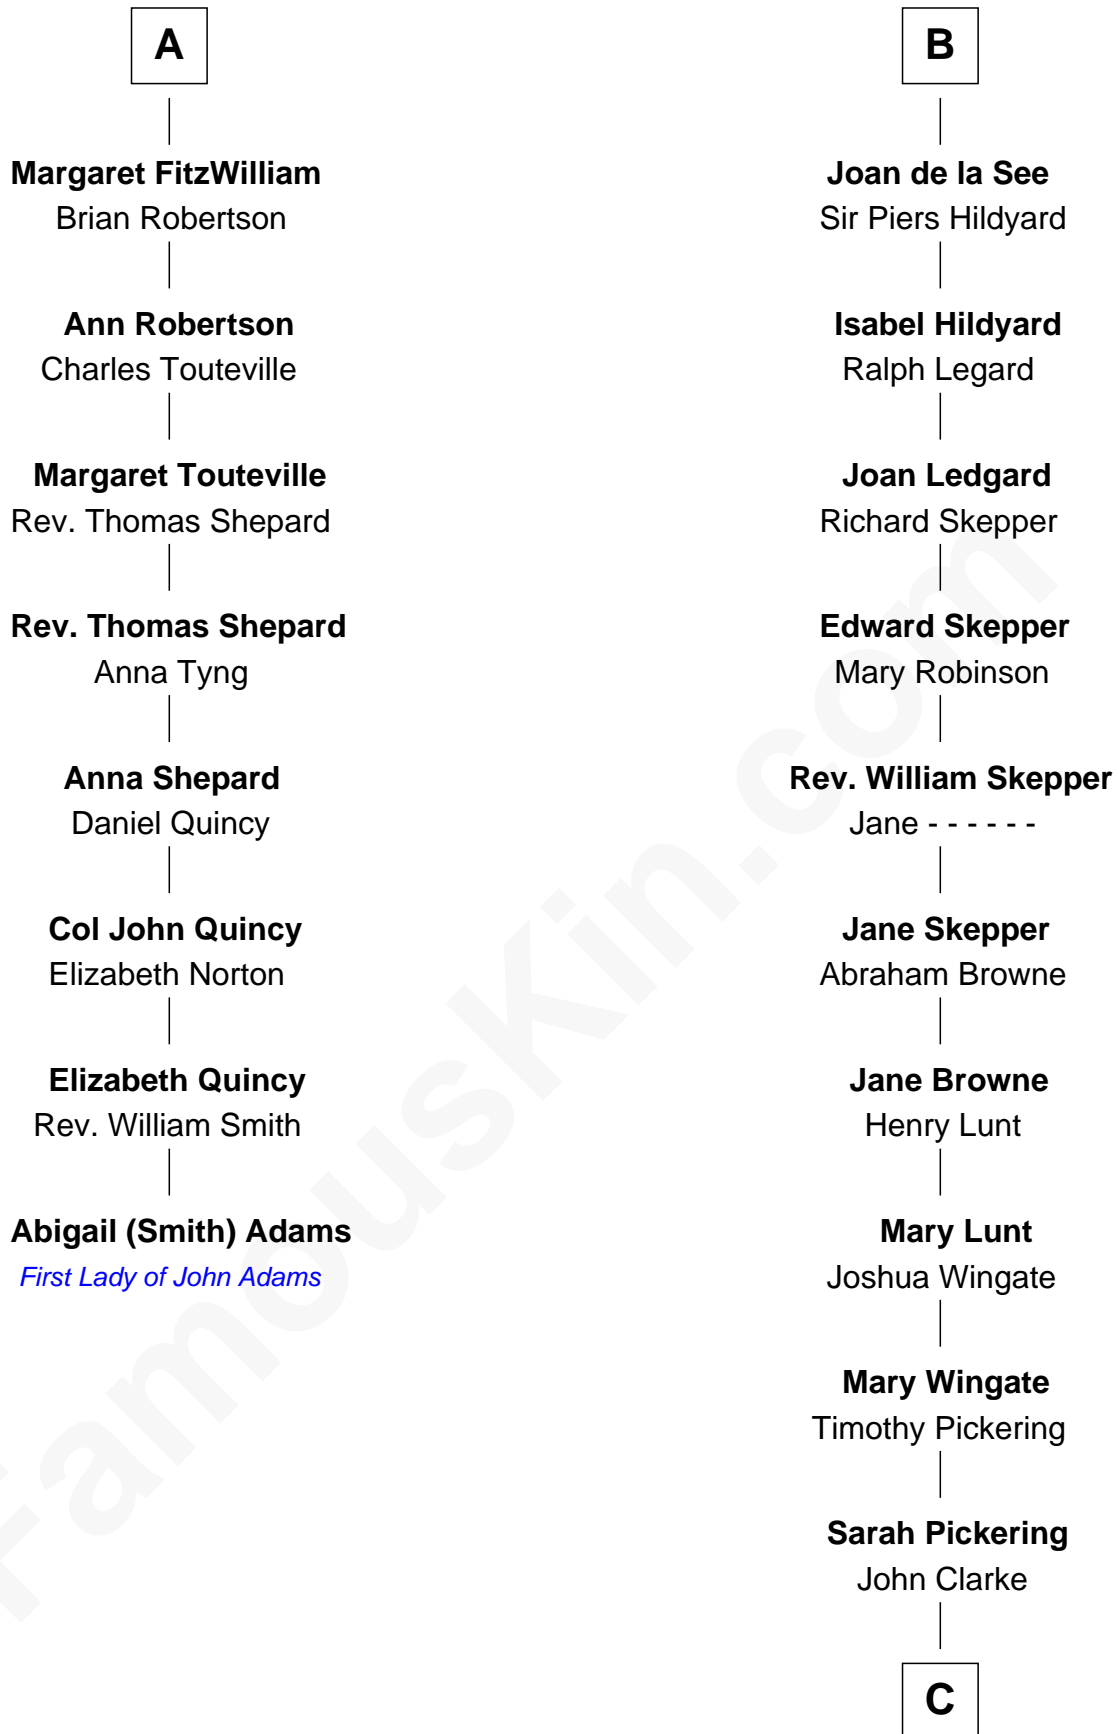 A
Margaret FitzWilliam
Brian Robertson
Ann Robertson
Charles Touteville
Margaret Touteville
Rev. Thomas Shepard
Rev. Thomas Shepard
Anna Tyng
Anna Shepard
Daniel Quincy
Col John Quincy
Elizabeth Norton
Elizabeth Quincy
Rev. William Smith
Abigail (Smith) Adams
First Lady of John Adams
B
Joan de la See
Sir Piers Hildyard
Isabel Hildyard
Ralph Legard
Joan Ledgard
Richard Skepper
Edward Skepper
Mary Robinson
Rev. William Skepper
Jane - - - - - -
Jane Skepper
Abraham Browne
Jane Browne
Henry Lunt
Mary Lunt
Joshua Wingate
Mary Wingate
Timothy Pickering
Sarah Pickering
John Clarke
C
FamousKin.com